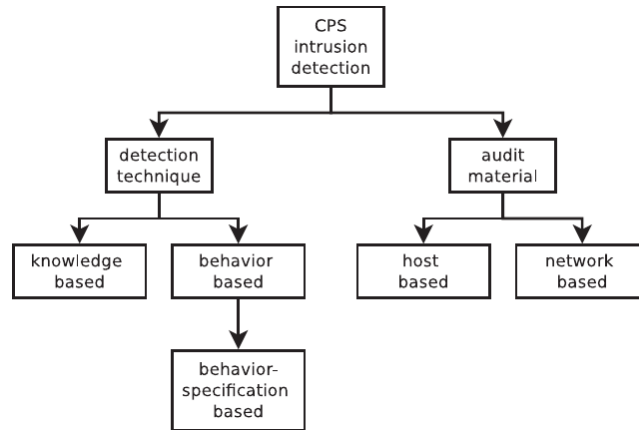 CPS
intrusion
detection
detection
technique
audit
material
knowledge
based
behavior
based
host
based
network
based
behavior-
specification
based